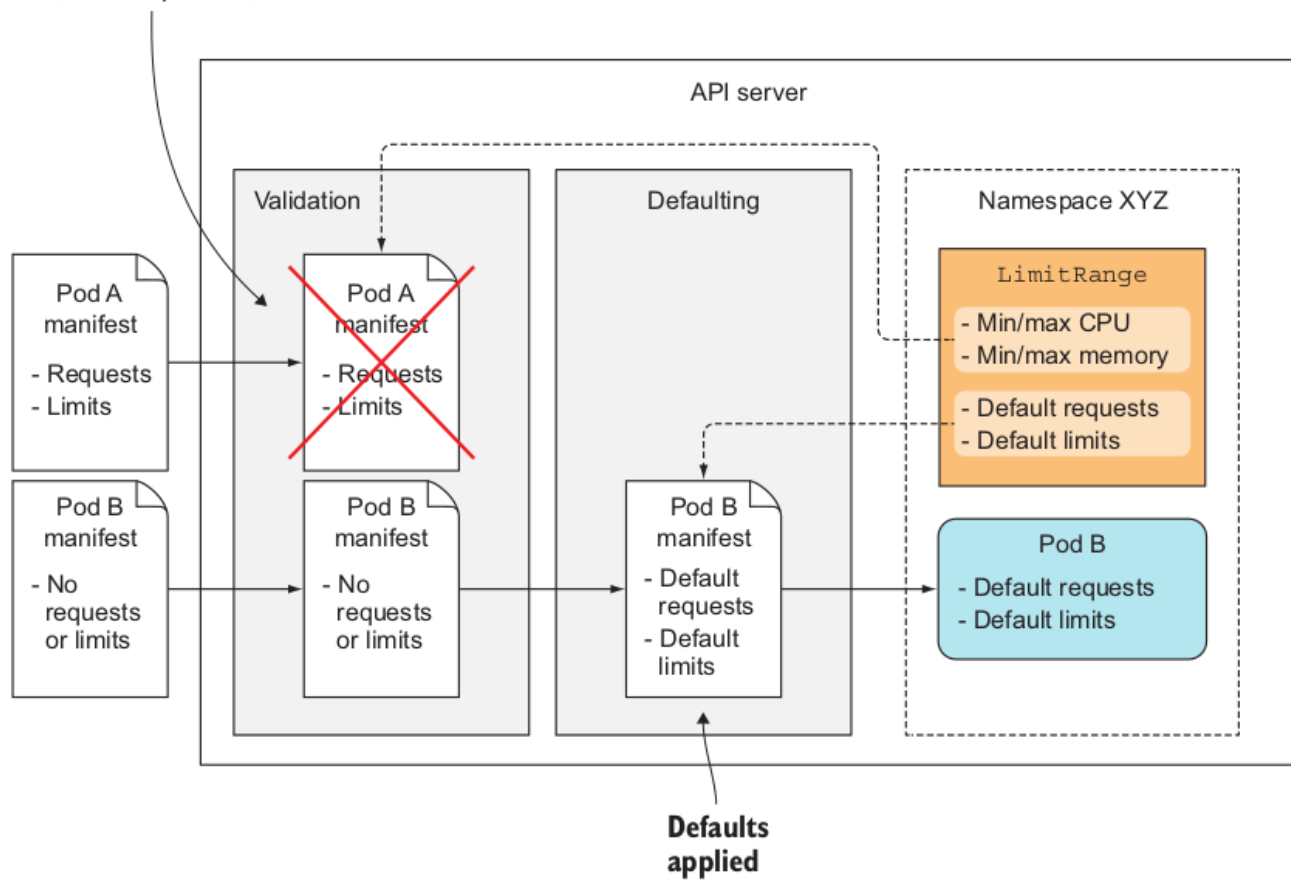 API server
Validation
Defaulting
Namespace XYZ
Pod A
manifest
- Requests
- Limits
Pod A
manifest
- Requests
- Limits
LimitRange
- Min/max CPU
- Min/max memory
- Default requests
- Default limits
Pod B
manifest
- No
requests
or limits
Pod B
manifest
- No
requests
or limits
Pod B
manifest
- Default
requests
- Default
limits
Pod B
- Default requests
- Default limits
Defaults
applied